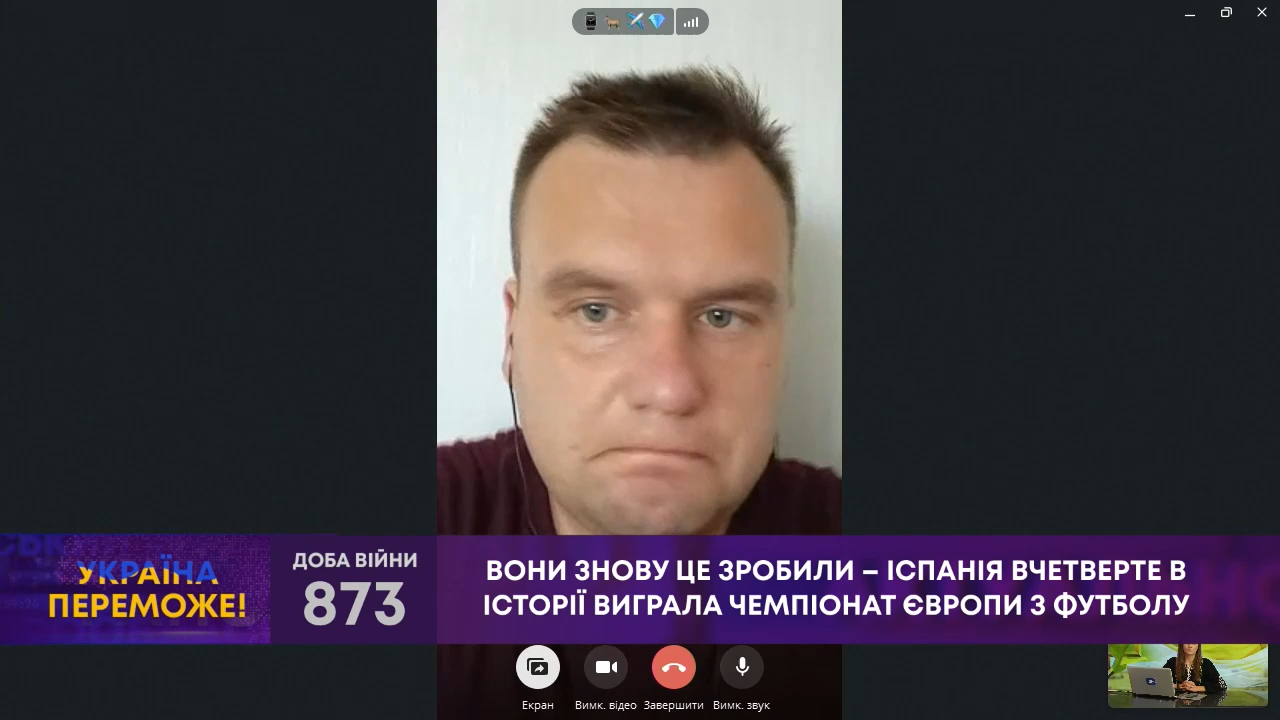 УКРАЇНА
ПЕРЕМОЖЕ!
ДОБА ВІЙНИ
873
ВОНИ ЗНОВУ ЦЕ ЗРОБИЛИ – ІСПАНІЯ ВЧЕТВЕРТЕ В
ІСТОРІЇ ВИГРАЛА ЧЕМПІОНАТ ЄВРОПИ З ФУТБОЛУ
Екран
Вимк. відео
Завершити
Вимк. звук